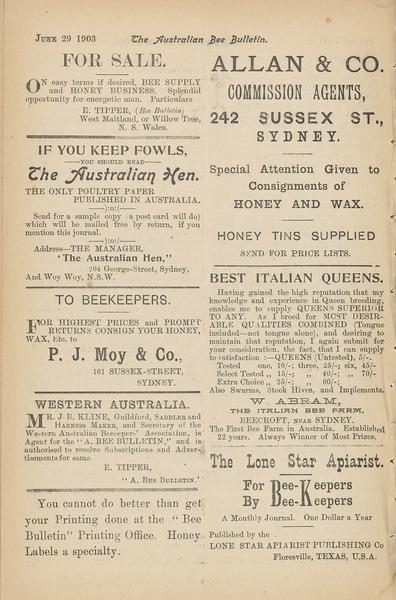 JUNE 29 1903
The Australian Bee Bulletin.
FOR SALE.
ON easy terms if desired, BEE SUPPLY
and HONEY BUSINESS. Splendid
opportunity for energetic man. Particulars
E. TIPPER, (Bee Bulletin)
West Maitland, or Willow Tree,
N. S. Wales.
IF YOU KEEP FOWLS,
—YOU SHOULD READ—
The Australian Hen.
THE ONLY POULTRY PAPER
PUBLISHED IN AUSTRALIA.
——):o:(——
Send for a sample copy (a post card will do)
which will be mailed free by return, if you
mention this journal.
——):o:(——
Address—THE MANAGER,
'The Australian Hen,"
204 George-Street, Sydney,
And Woy Woy, N.S.W.
TO BEEKEEPERS.
FOR HIGHEST PRICES and PROMPT
RETURNS CONSIGN YOUR HONEY,
WAX, Etc. to
P. J. Moy & Co.,
161 SUSSEX-STREET,
SYDNEY.
WESTERN AUSTRALIA.
MR. J. B. KLINE, Guildford, SADDLER and
HARNESS MAKER, and Secretary of the
Western Australian Beekeeper' Association, is
Agent for the "A. BEE BULLETIN," and is
authorised to receive Subscriptions and Adver-
tisements for same.
E. TIPPER,
"A. BEE BULLETIN.'
You cannot do better than get
your Printing done at the "Bee
Bulletin" Printing Office. Honey
Labels a specialty.
ALLAN & CO.
COMMISSION AGENTS,
242 SUSSEX ST.,
SYDNEY.
Special Attention Given to
Consignments of
HONEY AND WAX.
HONEY TINS SUPPLIED
SEND FOR PRICE LISTS.
BEST ITALIAN QUEENS.
Having gained the high reputation that my
knowledge and experience in Queen breeding,
enables me to supply QUEENS SUPERIOR
TO ANY. As I breed for MOST DESIR-
ABLE QUALITIES COMBINED (Tongue
included—not tongue alone), and desiring to
maintain that reputation, I again submit for
your consideration, the fact, that I can supply
to satisfaction :—QUEENS (Untested), 5/-.
Tested one, 10/-; three, 25/-; six, 45/-
Select Tested ,, 15/- ,, 40/-; ,, 70/-
Extra Choice ,, 25/-; ,, 60/-;
Also Swarms, Stock Hives, and Implements.
W. ABRAM,
THE ITALIAN BEE FARM,
BEECROFT, near SYDNEY.
The First Bee Farm in Australia. Established
22 years. Always Winner of Most Prizes.
The Lone Star Apiarist.
For Bee-Keepers
By Bee-Keepers
A Monthly Journal. One Dollar a Year
Published by the
LONE STAR APIARIST PUBLISHING Co
Floresville, TEXAS, U.S.A.